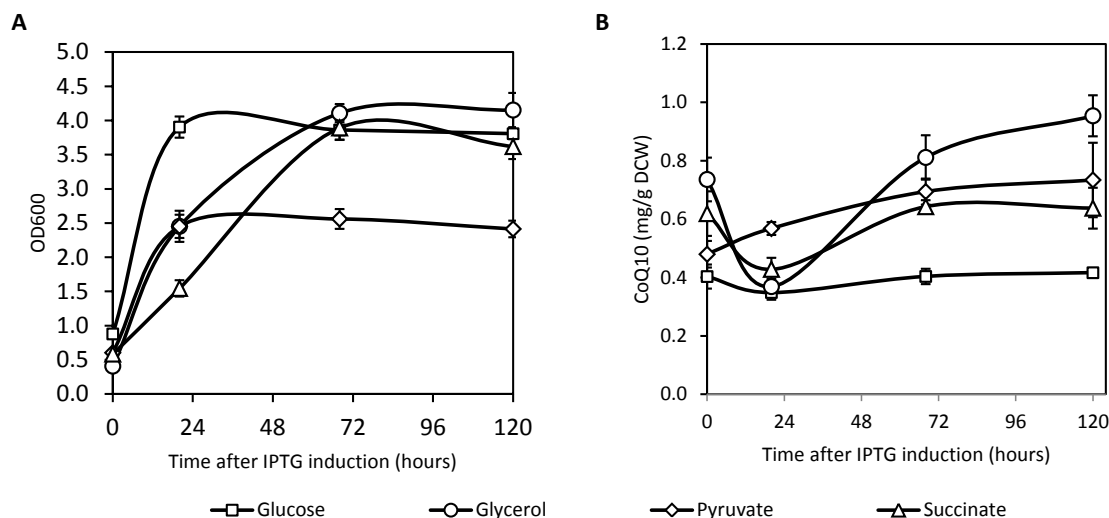 A
B
5.0
4.5
4.0
3.5
3.0
2.5
2.0
1.5
1.0
0.5
0.0
OD600
0 24 48 72 96 120
Time after IPTG induction (hours)
1.2
1.0
0.8
0.6
0.4
0.2
0.0
CoQ10 (mg/g DCW)
0 24 48 72 96 120
Time after IPTG induction (hours)
Glucose Glycerol Pyruvate Succinate